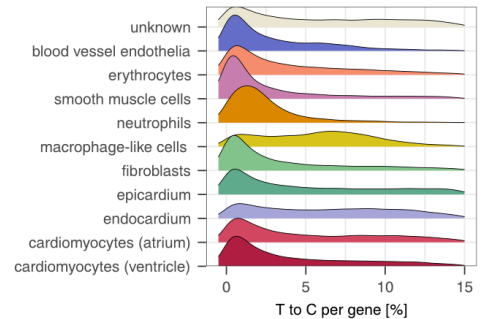 unknown
blood vessel endothelia
erythrocytes
smooth muscle cells
neutrophils
macrophage-like cells
fibroblasts
epicardium
endocardium
cardiomyocytes (atrium)
cardiomyocytes (ventricle)
0 5 10 15
T to C per gene [%]